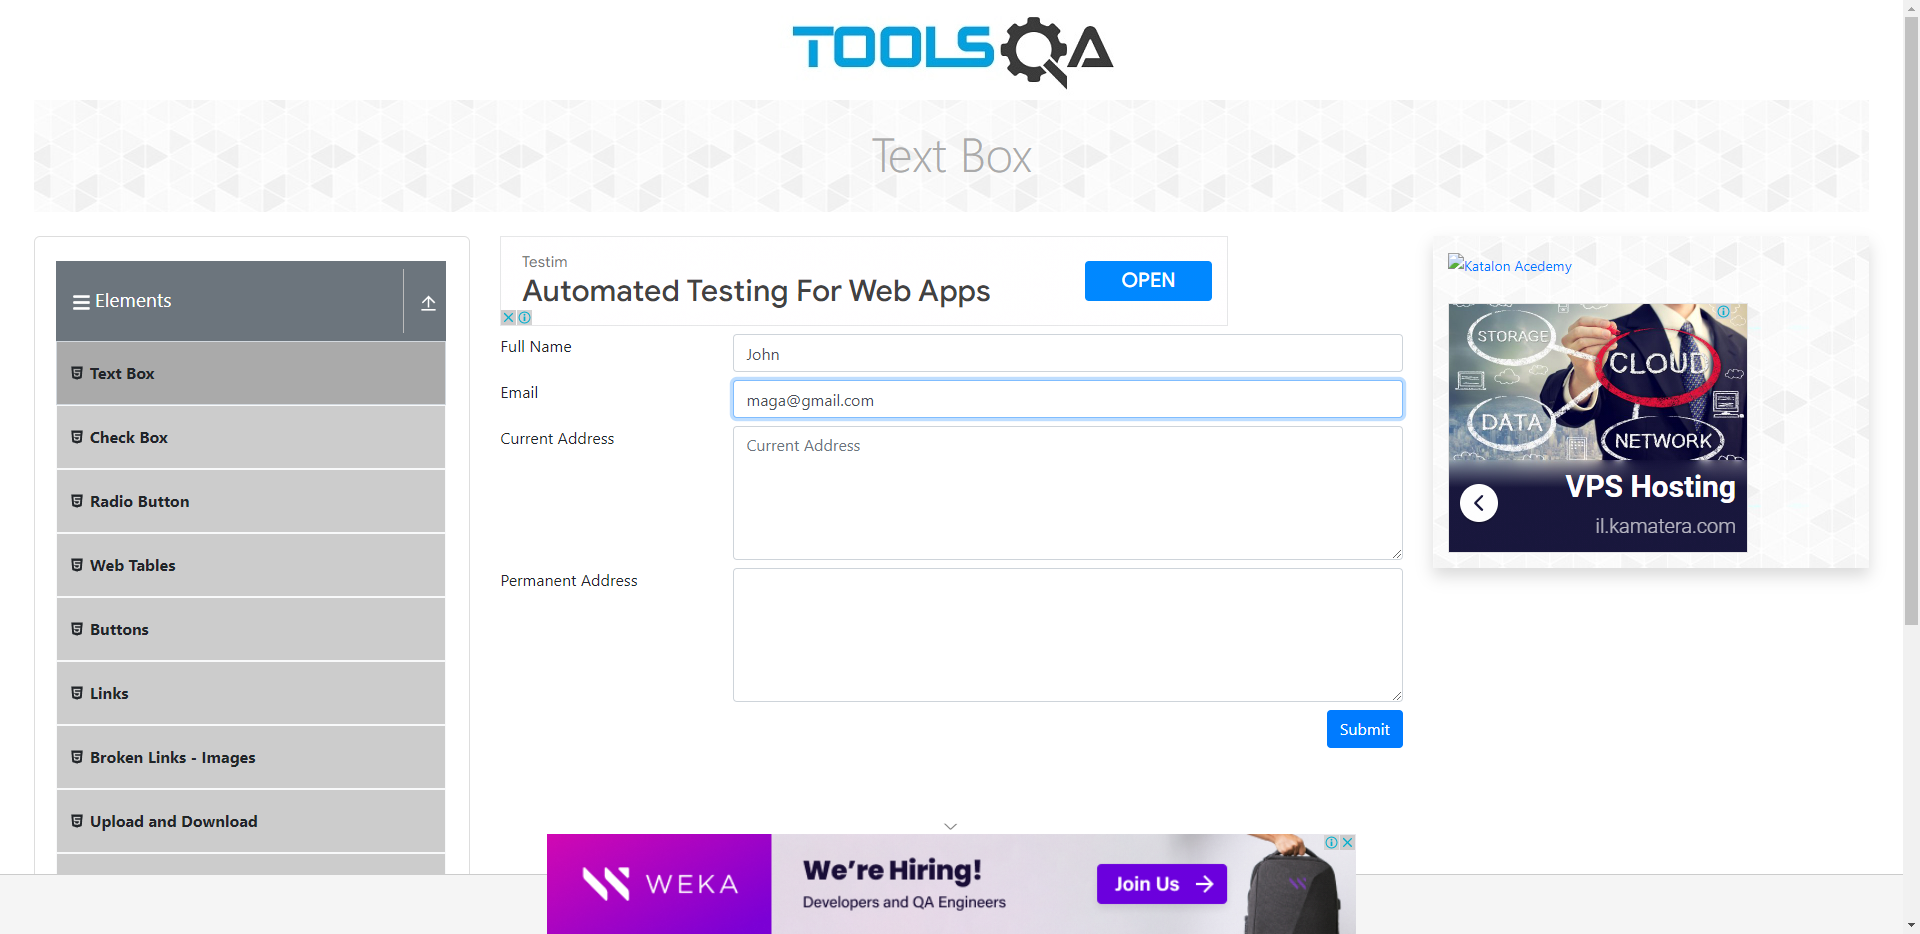 TOOLSQA
Text Box
Elements
Text Box
Check Box
Radio Button
Web Tables
Buttons
Links
Broken Links - Images
Upload and Download
Testim
Automated Testing For Web Apps
OPEN
Full Name
John
Email
maga@gmail.com
Current Address
Current Address
Permanent Address
Submit
Katalon Acedemy
STORAGE
CLOUD
DATA
NETWORK
VPS Hosting
il.kamatera.com
WEKA
We're Hiring!
Developers and QA Engineers
Join Us